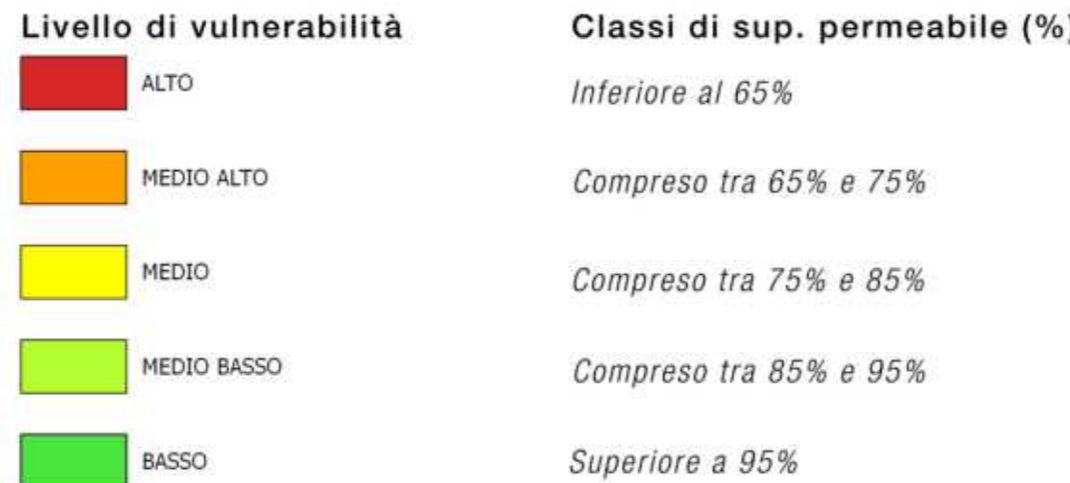 Livello di vulnerabilità
Classi di sup. permeabile (%)
ALTO
Inferiore al 65%
MEDIO ALTO
Compreso tra 65% e 75%
MEDIO
Compreso tra 75% e 85%
MEDIO BASSO
Compreso tra 85% e 95%
BASSO
Superiore a 95%